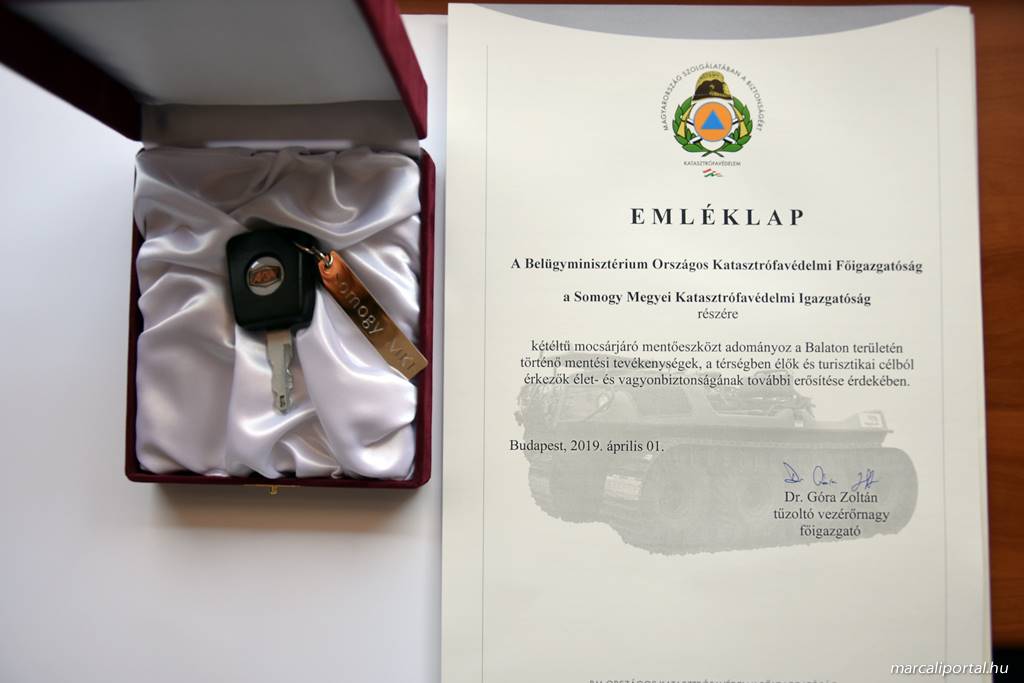 somogy MKI
MAGYARORSZÁG SZOLGÁLATÁBAN A BIZTONSÁGÉRT
KATASZTRÓFAVÉDELEM
EMLÉKLAP
A Belügyminisztérium Országos Katasztrófavédelmi Főigazgatóság
a Somogy Megyei Katasztrófavédelmi Igazgatóság
részére
kétéltű mocsárjáró mentőeszközt adományoz a Balaton területén
történő mentési tevékenységek, a térségben élők és turisztikai célból
érkezők élet- és vagyonbiztonságának további erősítése érdekében.
Budapest, 2019. április 01.
Dr. Góra Zoltán
tűzoltó vezérőrnagy
főigazgató
marcaliportal.hu